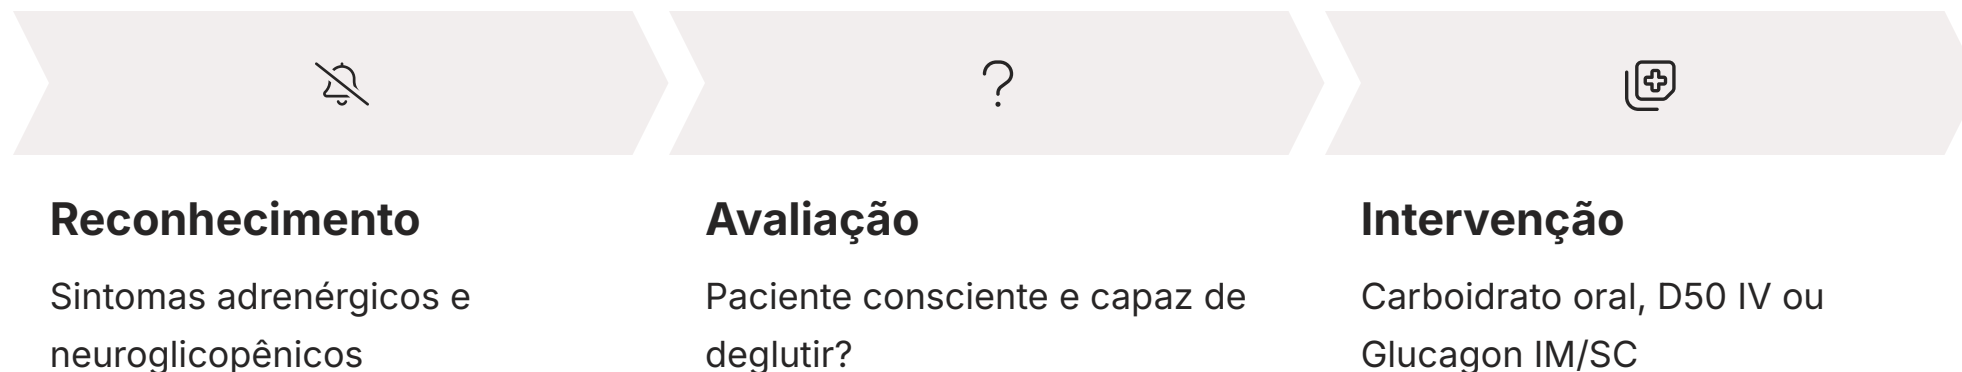 Reconhecimento
Sintomas adrenérgicos e
neuroglicopênicos
Avaliação
Paciente consciente e capaz de
deglutir?
Intervenção
Carboidrato oral, D50 IV ou
Glucagon IM/SC